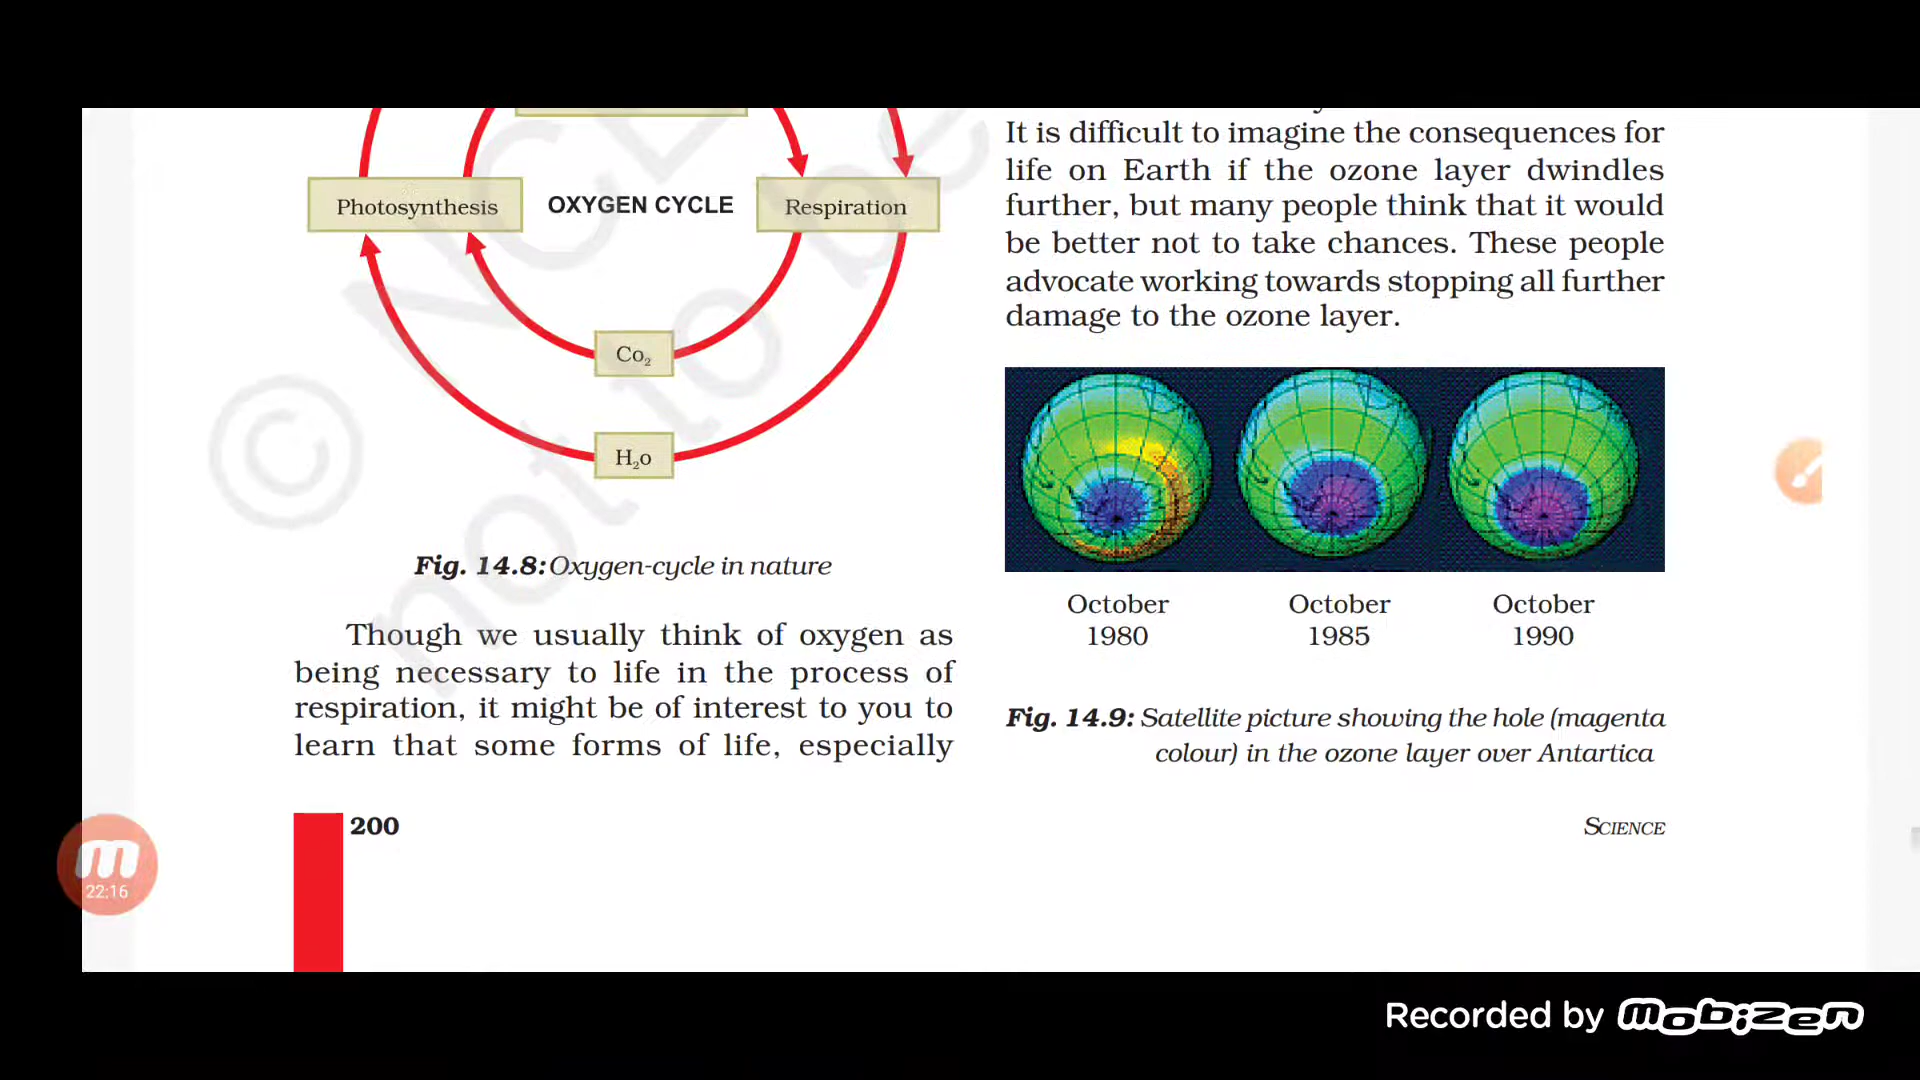 Photosynthesis
OXYGEN CYCLE
Respiration
Co₂
H₂o
Fig. 14.8: Oxygen-cycle in nature
Though we usually think of oxygen as
being necessary to life in the process of
respiration, it might be of interest to you to
learn that some forms of life, especially
200
It is difficult to imagine the consequences for
life on Earth if the ozone layer dwindles
further, but many people think that it would
be better not to take chances. These people
advocate working towards stopping all further
damage to the ozone layer.
October
1980
October
1985
October
1990
Fig. 14.9: Satellite picture showing the hole (magenta
colour) in the ozone layer over Antartica
SCIENCE
© NCE
not to be
m
22:16
Recorded by mobizen